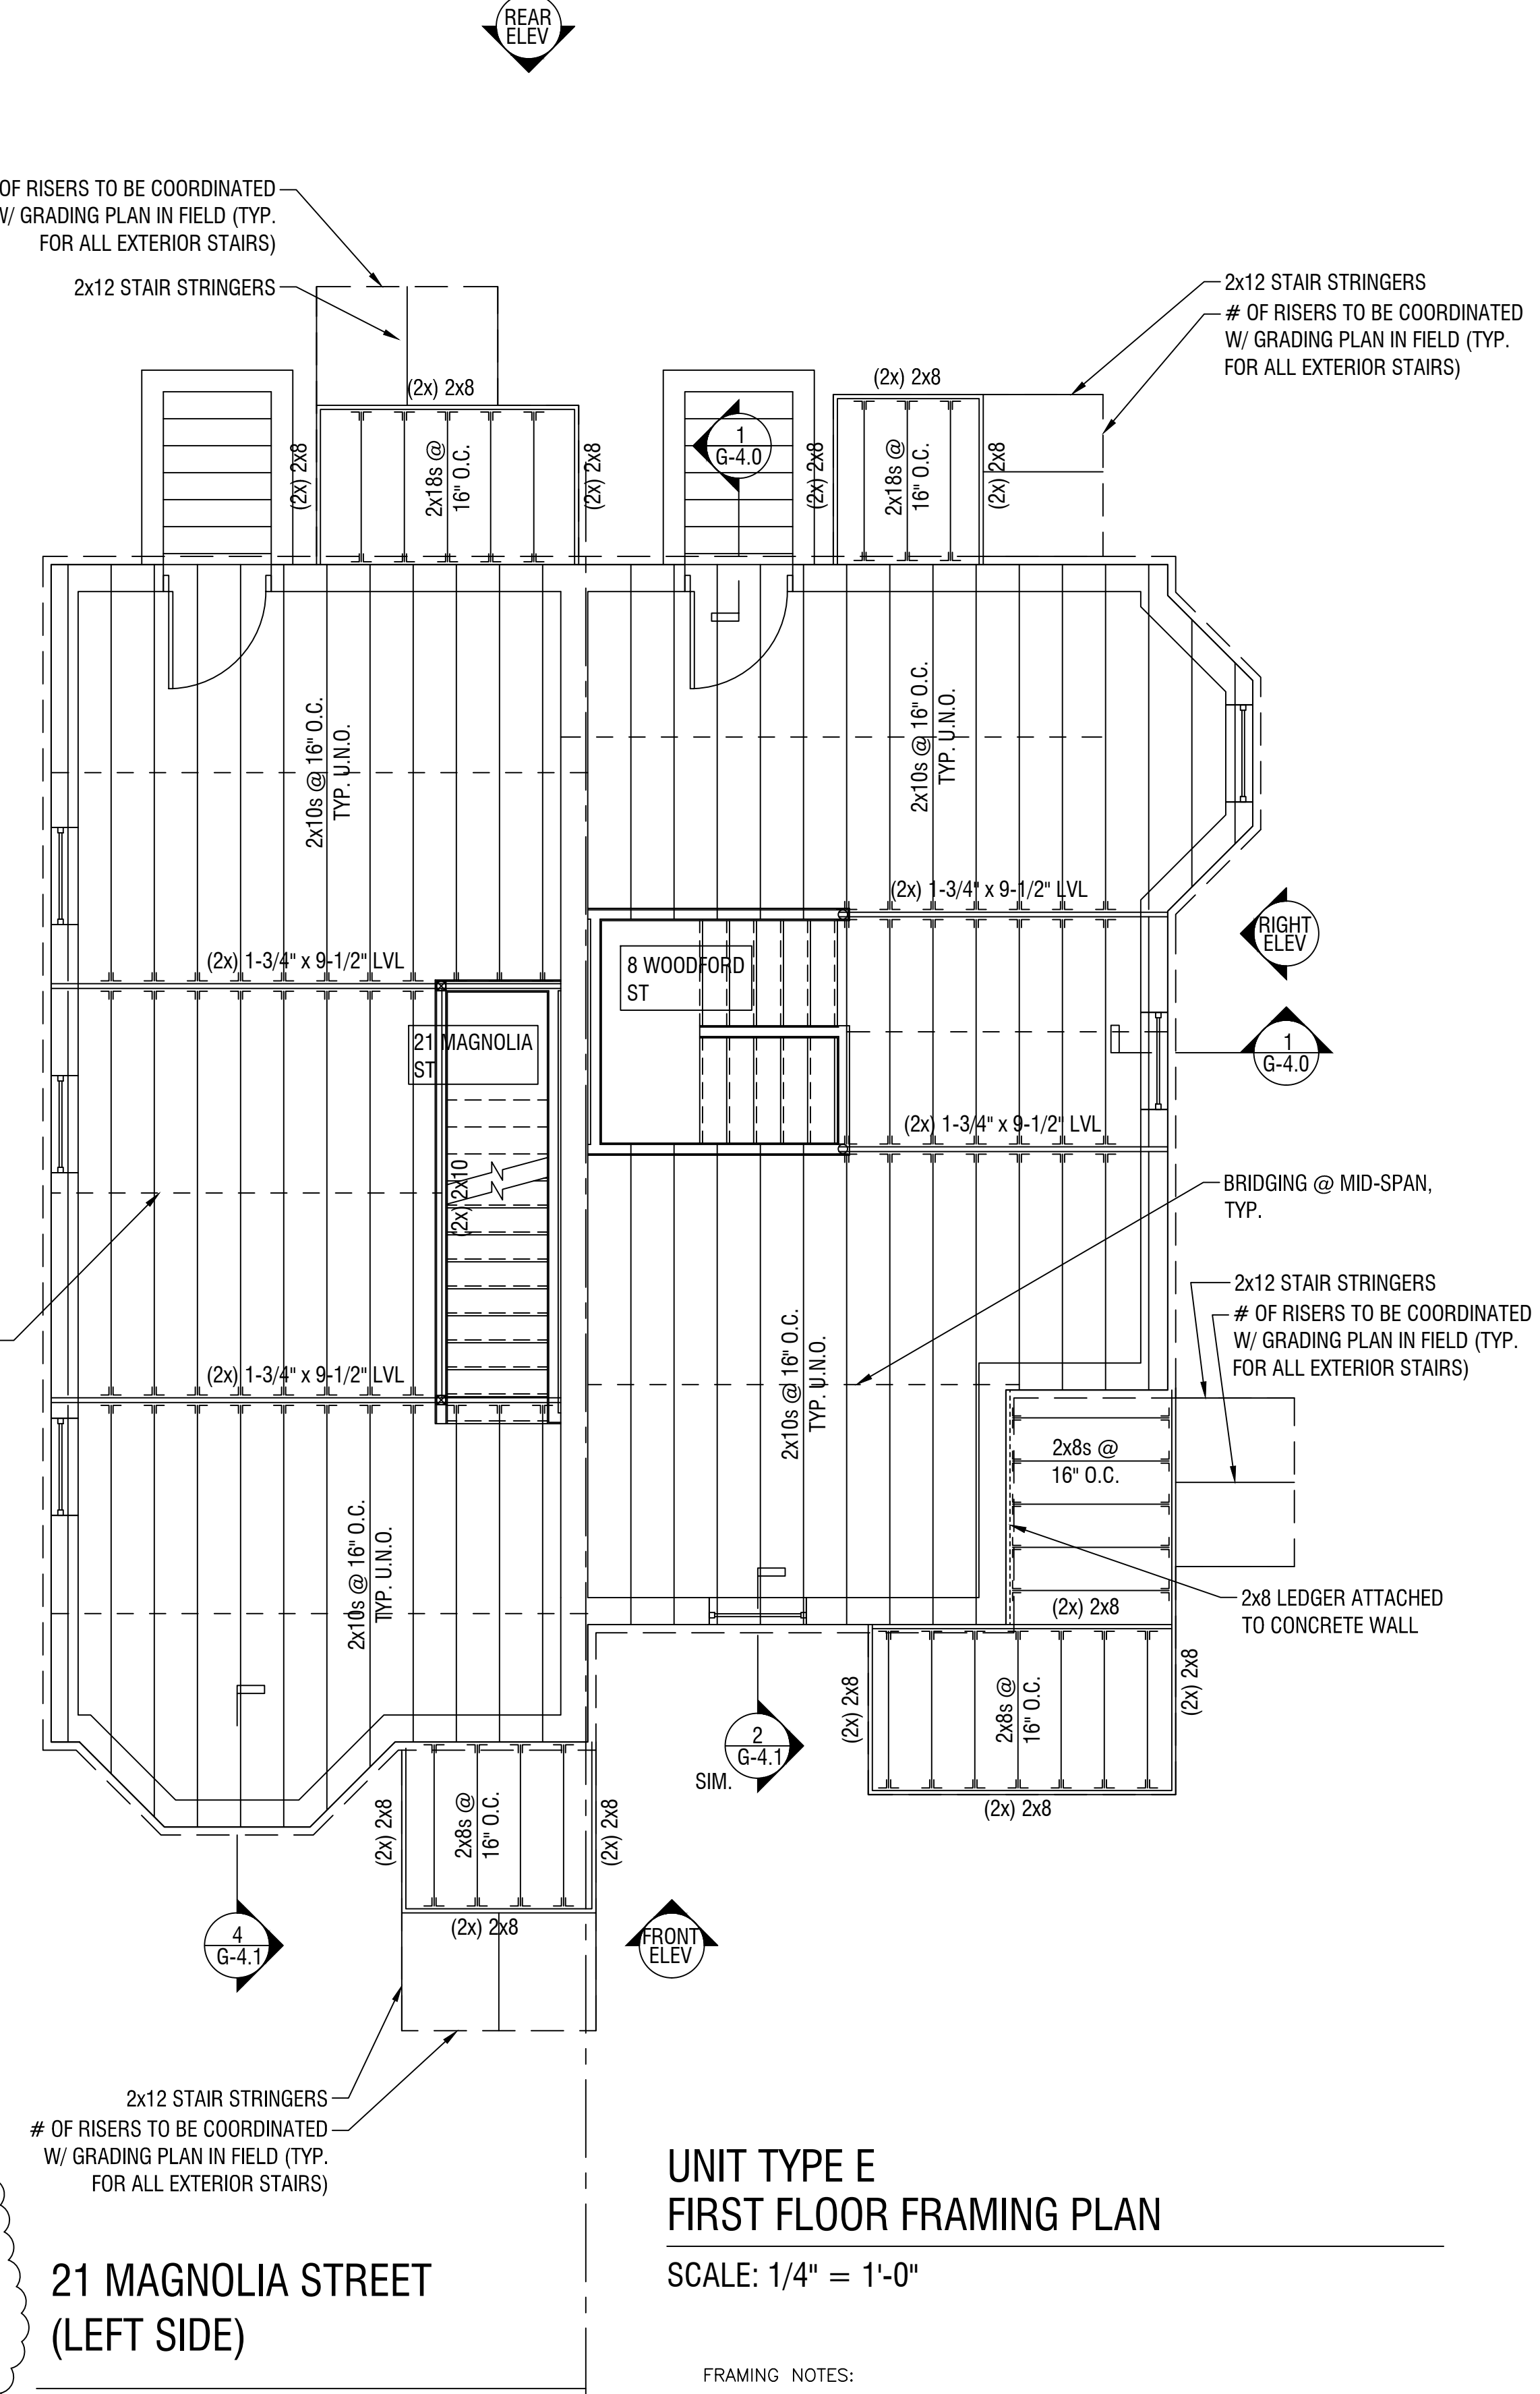 REAR
ELEV
OF RISERS TO BE COORDINATED
W/ GRADING PLAN IN FIELD (TYP.
FOR ALL EXTERIOR STAIRS)
2x12 STAIR STRINGERS
2x12 STAIR STRINGERS
# OF RISERS TO BE COORDINATED
W/ GRADING PLAN IN FIELD (TYP.
FOR ALL EXTERIOR STAIRS)
(2x) 2x8
(2x) 2x8
(2x) 2x8
2x18s @
16" O.C.
(2x) 2x8
1
G-4.0
(2x) 2x8
2x18s @
16" O.C.
(2x) 2x8
2x10s @ 16" O.C.
TYP. U.N.O.
2x10s @ 16" O.C.
TYP. U.N.O.
(2x) 1-3/4" x 9-1/2" LVL
RIGHT
ELEV
(2x) 1-3/4" x 9-1/2" LVL
8 WOODFORD
ST
21 MAGNOLIA
ST
1
G-4.0
(2x) 1-3/4" x 9-1/2" LVL
(2x) 2x10
BRIDGING @ MID-SPAN,
TYP.
2x12 STAIR STRINGERS
# OF RISERS TO BE COORDINATED
W/ GRADING PLAN IN FIELD (TYP.
FOR ALL EXTERIOR STAIRS)
(2x) 1-3/4" x 9-1/2" LVL
2x10s @ 16" O.C.
TYP. U.N.O.
2x8s @
16" O.C.
2x10s @ 16" O.C.
TYP. U.N.O.
2x8 LEDGER ATTACHED
TO CONCRETE WALL
(2x) 2x8
(2x) 2x8
2x8s @
16" O.C.
(2x) 2x8
2
G-4.1
SIM.
(2x) 2x8
(2x) 2x8
2x8s @
16" O.C.
(2x) 2x8
(2x) 2x8
4
G-4.1
FRONT
ELEV
2x12 STAIR STRINGERS
# OF RISERS TO BE COORDINATED
W/ GRADING PLAN IN FIELD (TYP.
FOR ALL EXTERIOR STAIRS)
UNIT TYPE E
FIRST FLOOR FRAMING PLAN
SCALE: 1/4" = 1'-0"
21 MAGNOLIA STREET
(LEFT SIDE)
FRAMING NOTES: